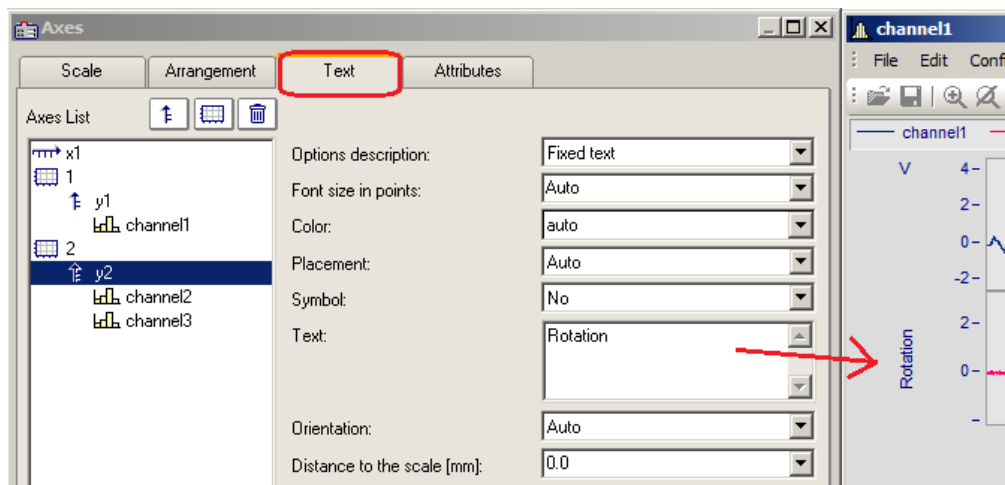 Axes
Scale
Arrangement
Text
Attributes
Axes List
x1
1
y1
channel1
2
y2
channel2
channel3
Options description: Fixed text
Font size in points: Auto
Color: auto
Placement: Auto
Symbol: No
Text: Rotation
Orientation: Auto
Distance to the scale [mm]: 0.0
channel1
File Edit Conf
channel1
V
4
2
0
-2
2
0
Rotation